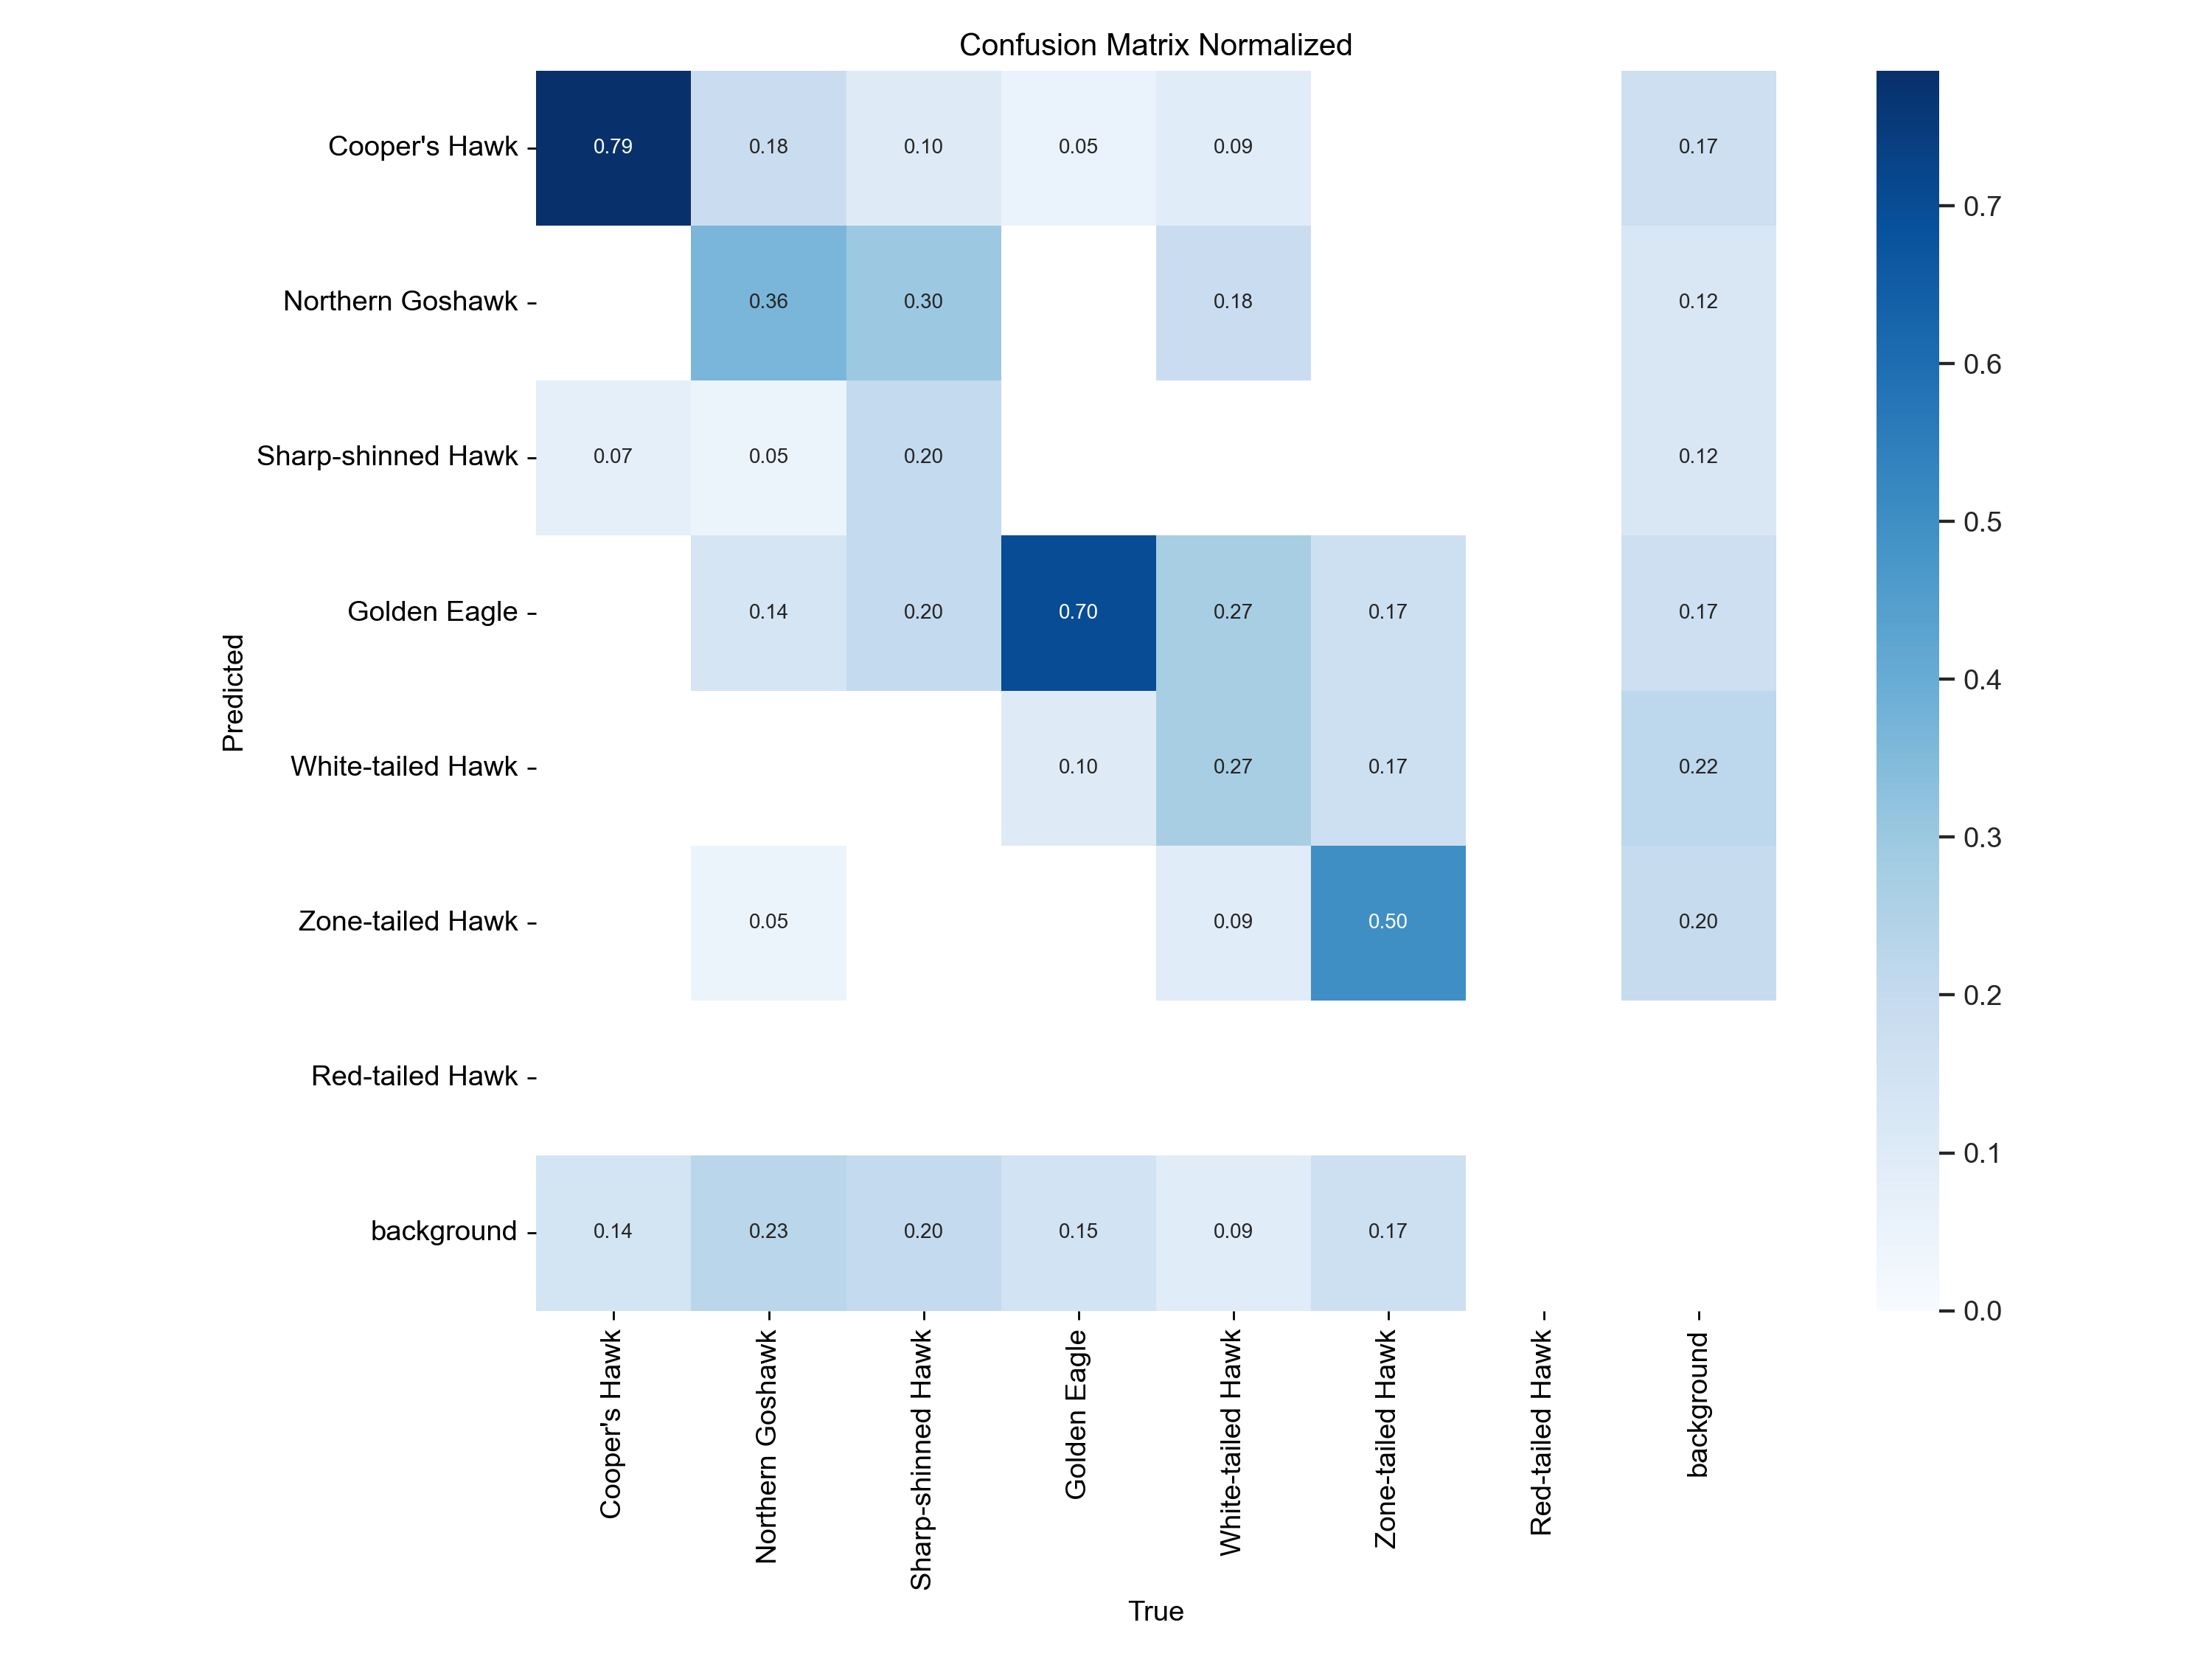 Confusion Matrix Normalized
Cooper's Hawk 0.79 0.18 0.10 0.05 0.09 0.17
Northern Goshawk 0.36 0.30 0.18 0.12
Sharp-shinned Hawk 0.07 0.05 0.20 0.12
Golden Eagle 0.14 0.20 0.70 0.27 0.17 0.17
White-tailed Hawk 0.10 0.27 0.17 0.22
Zone-tailed Hawk 0.05 0.09 0.50 0.20
Red-tailed Hawk
background 0.14 0.23 0.20 0.15 0.09 0.17
Predicted
Cooper's Hawk
Northern Goshawk
Sharp-shinned Hawk
Golden Eagle
White-tailed Hawk
Zone-tailed Hawk
Red-tailed Hawk
background
True
0.7
0.6
0.5
0.4
0.3
0.2
0.1
0.0